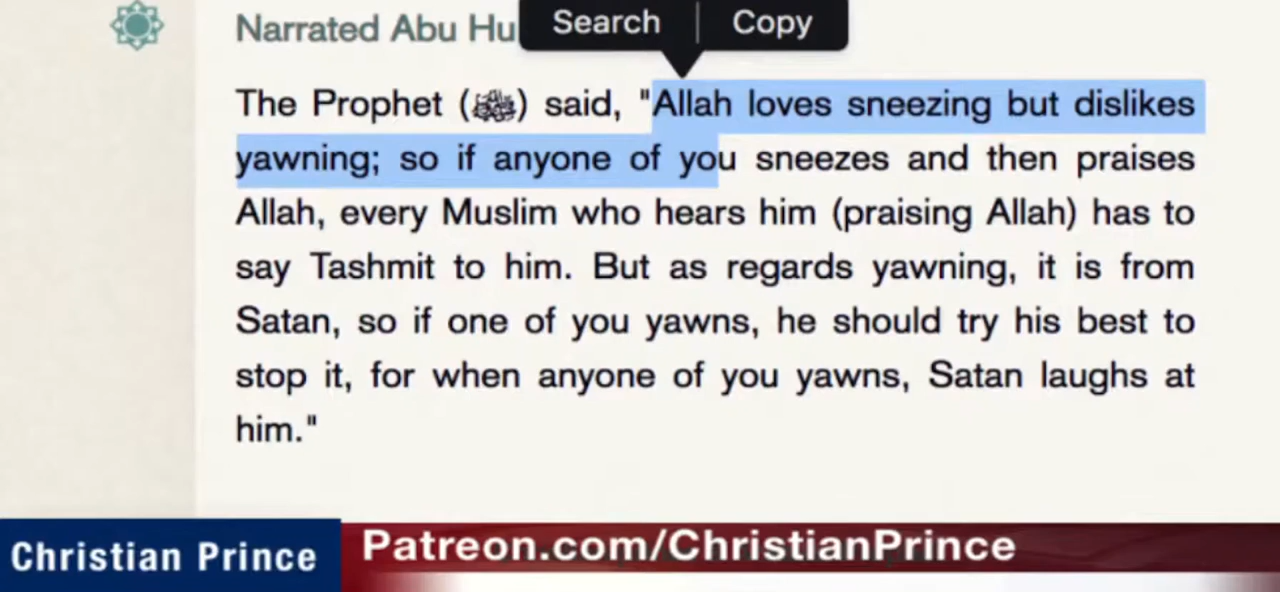 Search Copy
Narrated Abu Hu
The Prophet (ﷺ) said, "Allah loves sneezing but dislikes
yawning; so if anyone of you sneezes and then praises
Allah, every Muslim who hears him (praising Allah) has to
say Tashmit to him. But as regards yawning, it is from
Satan, so if one of you yawns, he should try his best to
stop it, for when anyone of you yawns, Satan laughs at
him."
Christian Prince Patreon.com/ChristianPrince